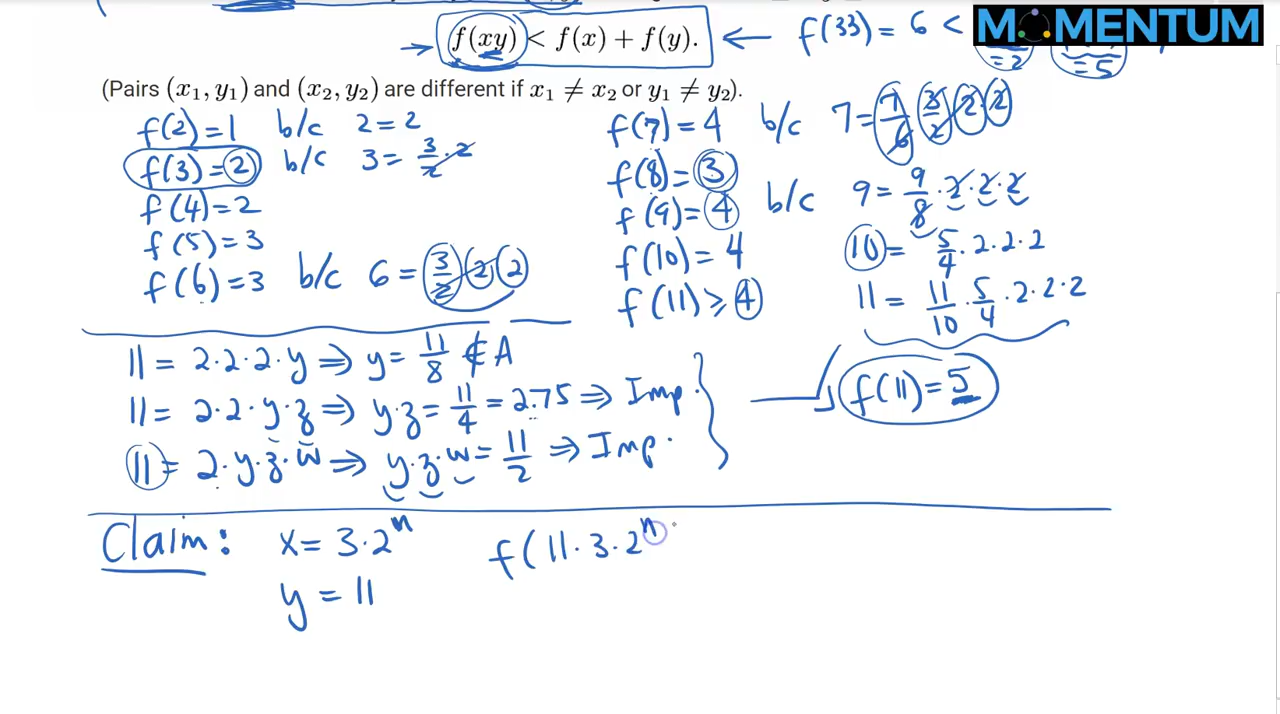 MOMENTUM
f(xy) < f(x) + f(y). ← f(33) = 6 <
=2 =5
(Pairs (x₁, y₁) and (x₂, y₂) are different if x₁ ≠ x₂ or y₁ ≠ y₂).
f(2)=1 b/c 2=2
f(3)=2 b/c 3= 3/2 · 2
f(4)=2
f(5)=3
f(6)=3 b/c 6= 3/2 · 2 · 2
f(7)=4 b/c 7= 7/6 · 3/2 · 2 · 2
f(8)=3
f(9)=4 b/c 9= 9/8 · 2 · 2 · 2
f(10)=4 10= 5/4 · 2 · 2 · 2
f(11)≥4 11= 11/10 · 5/4 · 2 · 2 · 2
11 = 2·2·2·y ⇒ y= 11/8 ∉ A
11 = 2·2·y·z ⇒ y·z= 11/4 = 2.75 ⇒ Imp.
11 = 2·y·z·w ⇒ y·z·w= 11/2 ⇒ Imp.
f(11)=5
Claim: x= 3·2ⁿ f(11·3·2ⁿ
y = 11